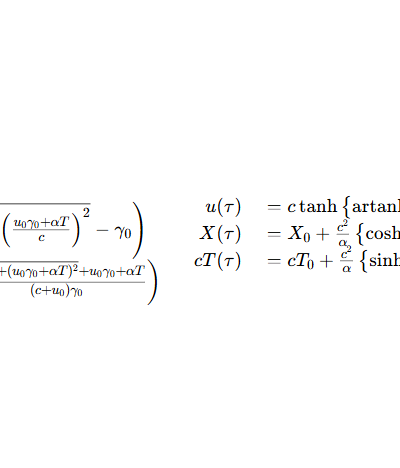 (u₀γ₀+αT / c)² − γ₀)
+(u₀γ₀+αT)²+u₀γ₀+αT / (c+u₀)γ₀)
u(τ) = c tanh {artanh
X(τ) = X₀ + c²/α {cosh
cT(τ) = cT₀ + c²/α {sinh